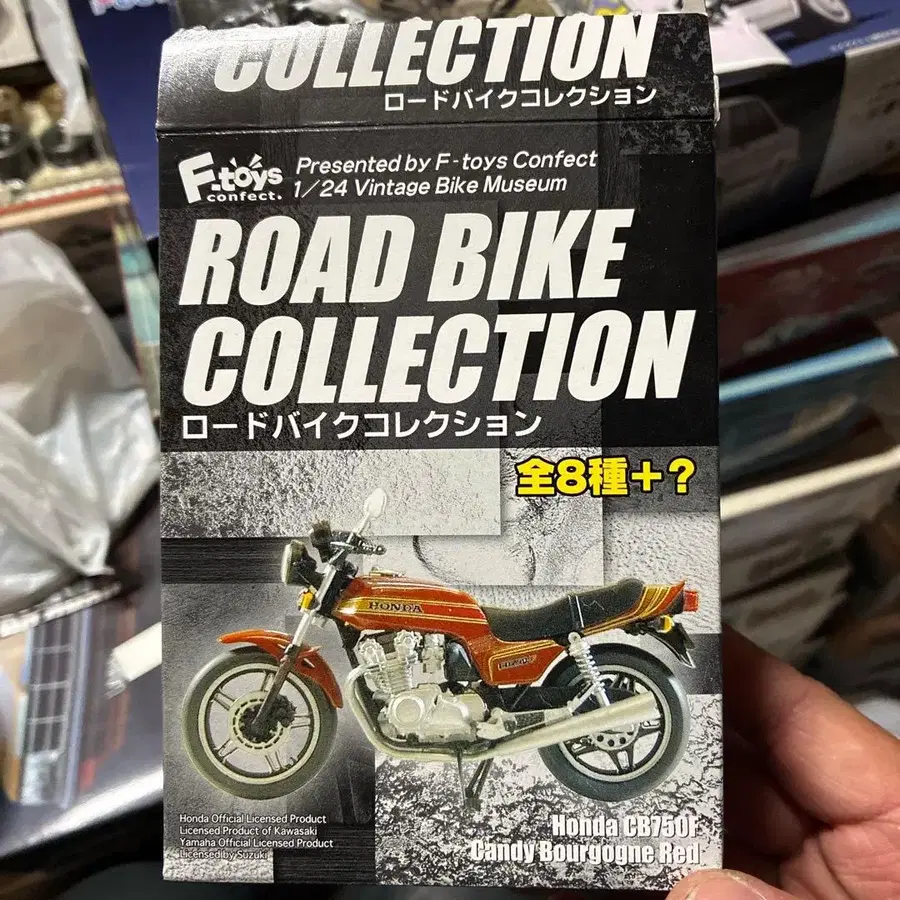 COLLECTION
ロードバイクコレクション
F-toys
confect.
Presented by F-toys Confect
1/24 Vintage Bike Museum
ROAD BIKE
COLLECTION
ロードバイクコレクション
全8種+?
HONDA
Honda Official Licensed Product
Licensed Product of Kawasaki
Yamaha Official Licensed Product
Licensed by Suzuki
Honda CB750F
Candy Bourgogne Red